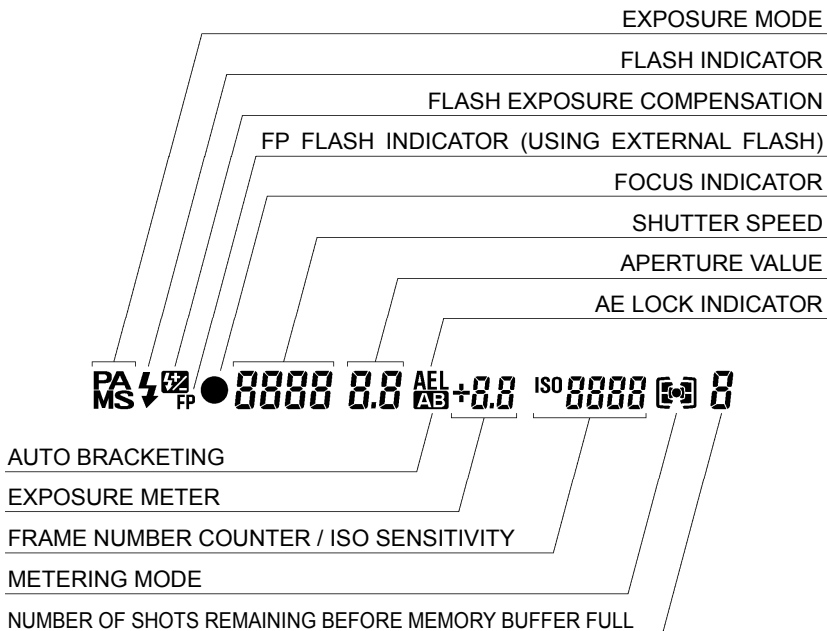 EXPOSURE MODE
FLASH INDICATOR
FLASH EXPOSURE COMPENSATION
FP FLASH INDICATOR (USING EXTERNAL FLASH)
FOCUS INDICATOR
SHUTTER SPEED
APERTURE VALUE
AE LOCK INDICATOR
PA AEL
MS FP 8888 8.8 AB ÷8.8 ISO 8888 8
AUTO BRACKETING
EXPOSURE METER
FRAME NUMBER COUNTER / ISO SENSITIVITY
METERING MODE
NUMBER OF SHOTS REMAINING BEFORE MEMORY BUFFER FULL